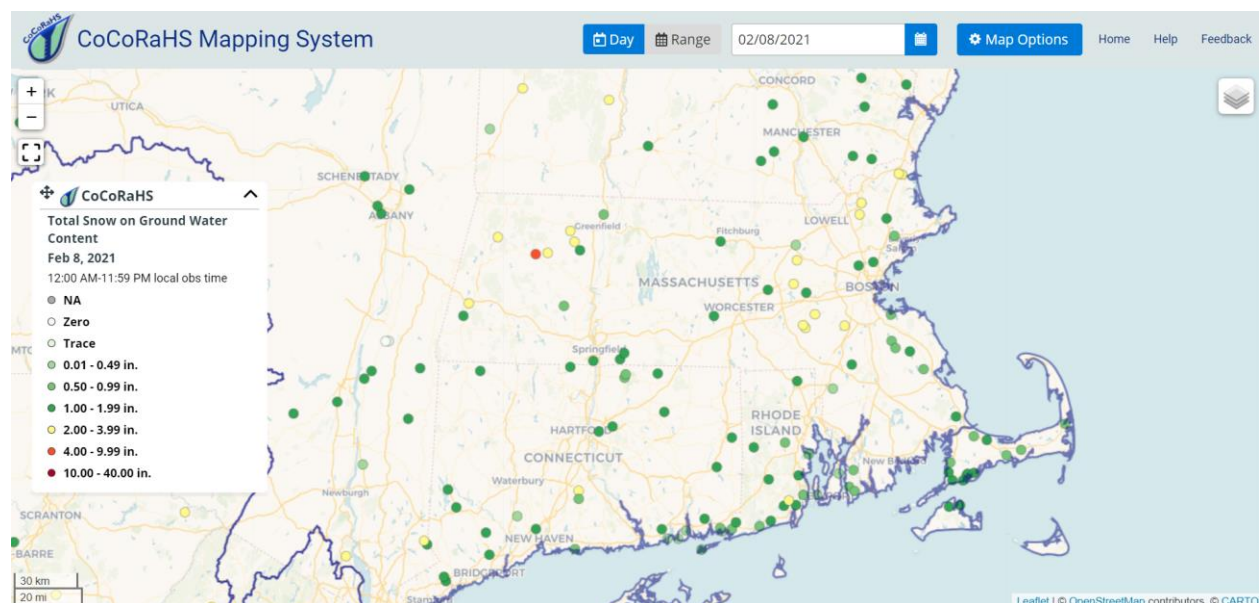 CoCoRaHS
CoCoRaHS Mapping System
Day
Range
02/08/2021
Map Options
Home
Help
Feedback
+
−
UTICA
CONCORD
MANCHESTER
SCHENESTADY
ALBANY
Greenfield
Fitchburg
LOWELL
MASSACHUSETTS
WORCESTER
BOSTON
Springfield
RHODE
ISLAND
HARTFORD
CONNECTICUT
Waterbury
New Bedford
Newburgh
NEW HAVEN
BRIDGEPORT
Stamford
SCRANTON
-BARRE
CoCoRaHS
Total Snow on Ground Water
Content
Feb 8, 2021
12:00 AM-11:59 PM local obs time
NA
Zero
Trace
0.01 - 0.49 in.
0.50 - 0.99 in.
1.00 - 1.99 in.
2.00 - 3.99 in.
4.00 - 9.99 in.
10.00 - 40.00 in.
30 km
20 mi
Leaflet | © OpenStreetMap contributors, © CARTO